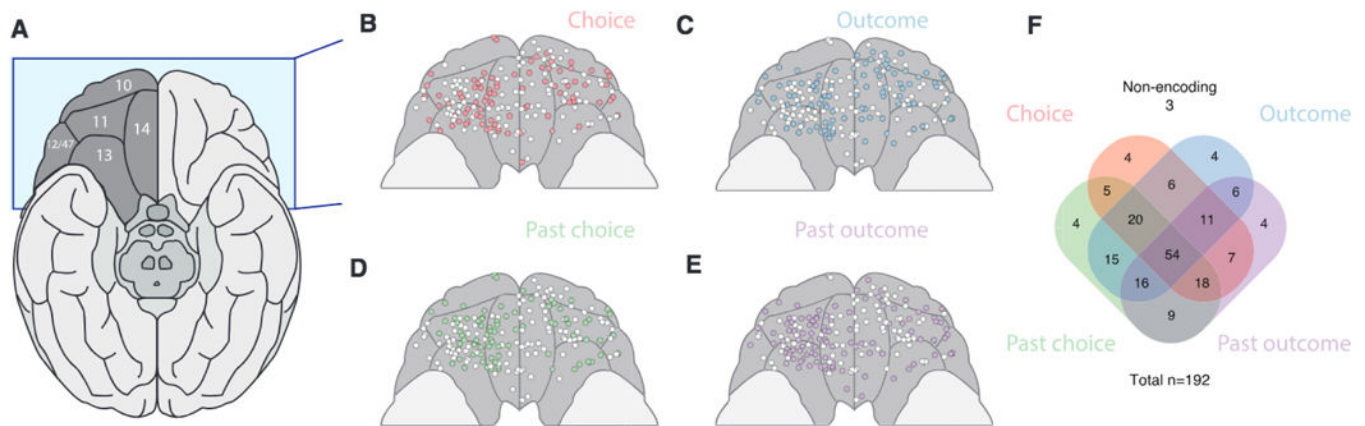 A
10
11
14
12/47
13
B
Choice
C
Outcome
D
Past choice
E
Past outcome
F
Non-encoding
3
Choice
Outcome
4
4
5
6
6
4
20
11
4
15
54
7
16
18
9
Past choice
Past outcome
Total n=192